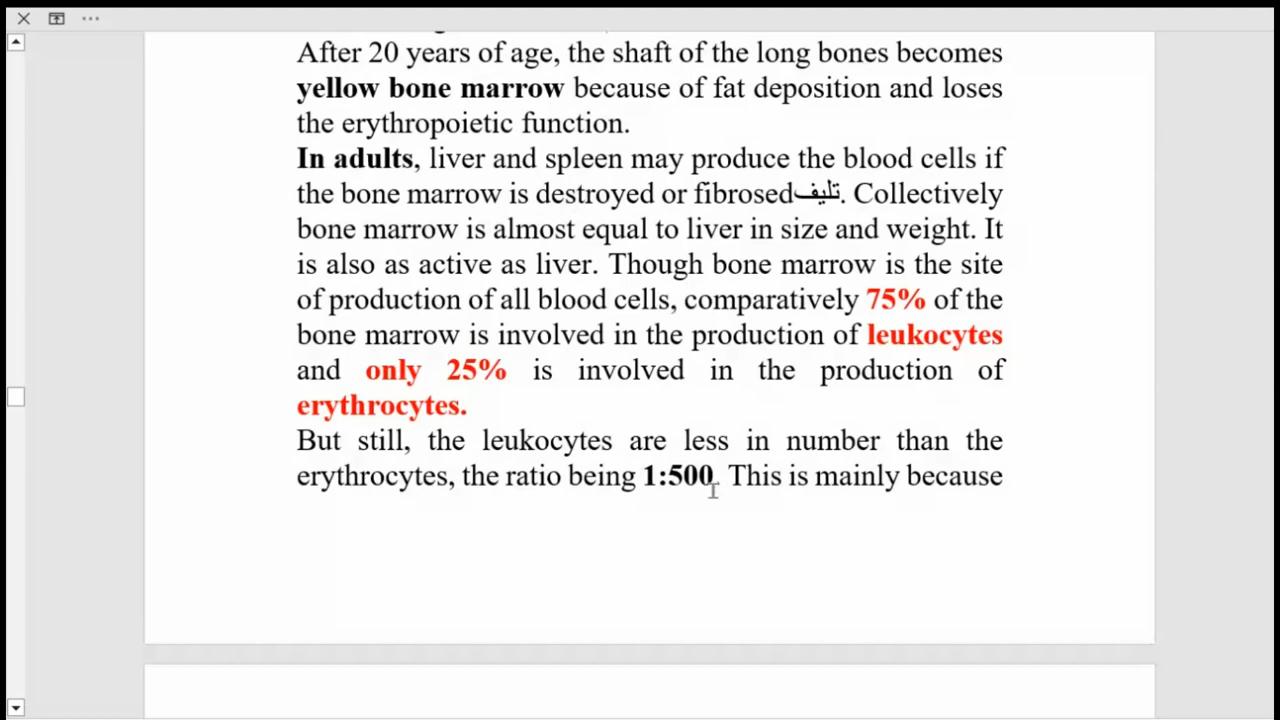 After 20 years of age, the shaft of the long bones becomes
yellow bone marrow because of fat deposition and loses
the erythropoietic function.
In adults, liver and spleen may produce the blood cells if
the bone marrow is destroyed or fibrosedتليف. Collectively
bone marrow is almost equal to liver in size and weight. It
is also as active as liver. Though bone marrow is the site
of production of all blood cells, comparatively 75% of the
bone marrow is involved in the production of leukocytes
and only 25% is involved in the production of
erythrocytes.
But still, the leukocytes are less in number than the
erythrocytes, the ratio being 1:500. This is mainly because